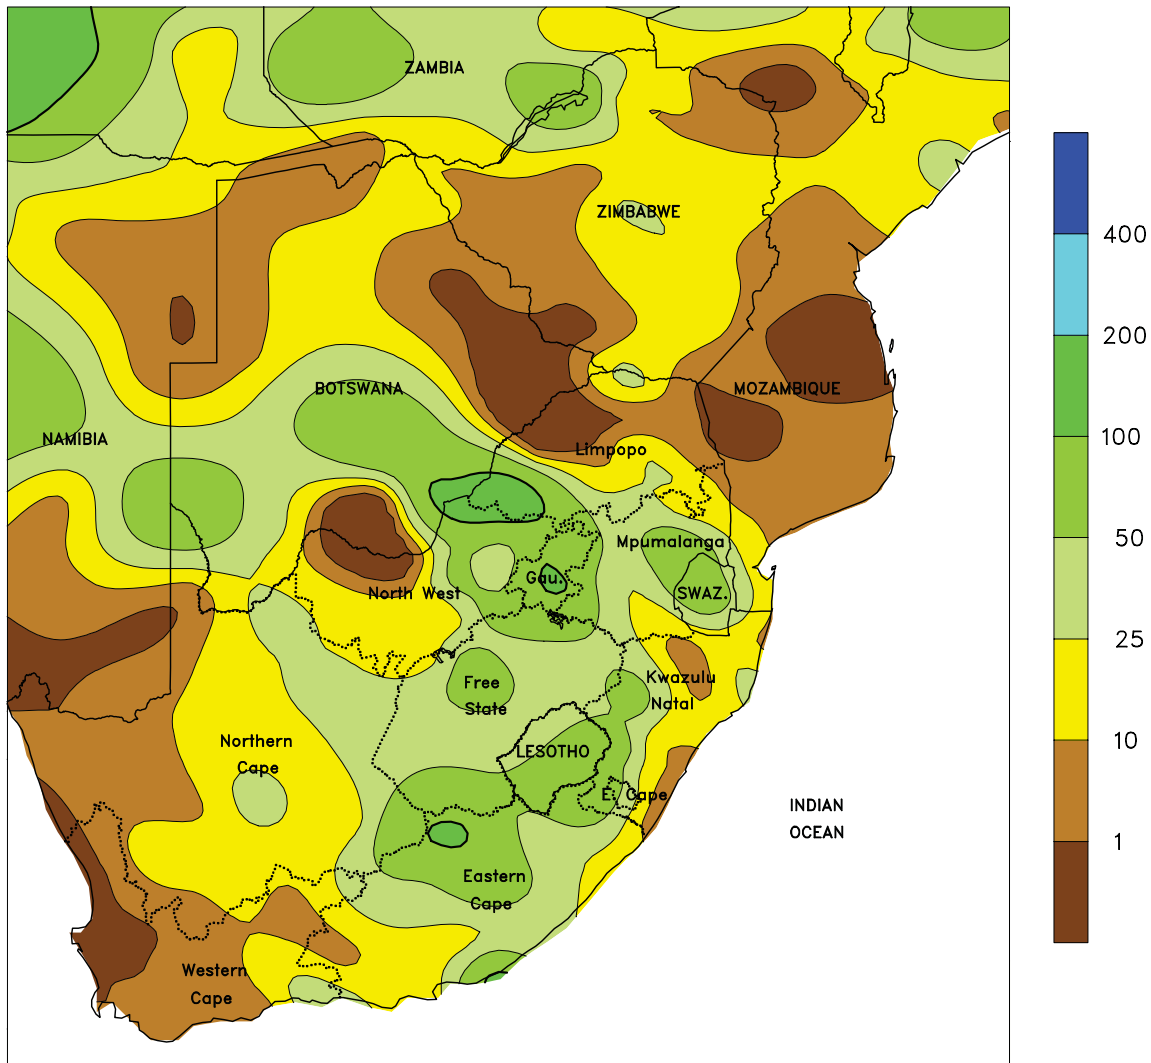 ZAMBIA
ZIMBABWE
400
200
BOTSWANA
MOZAMBIQUE
NAMIBIA
100
Limpopo
50
Mpumalanga
Gau.
North West
SWAZ.
25
Kwazulu
Natal
Free
State
10
Northern
Cape
LESOTHO
E. Cape
INDIAN
OCEAN
1
Eastern
Cape
Western
Cape